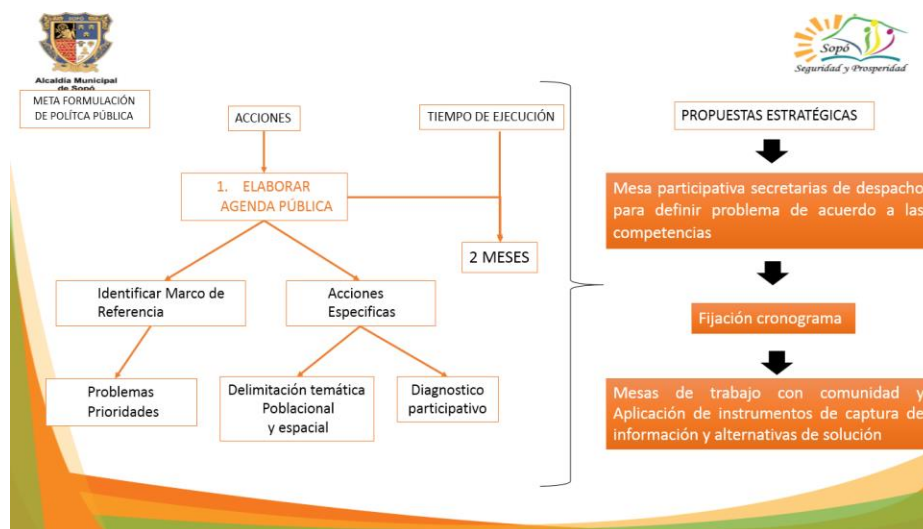 Alcaldía Municipal
de Sopó
Sopó
Seguridad y Prosperidad
META FORMULACIÓN
DE POLÍTCA PÚBLICA
ACCIONES
TIEMPO DE EJECUCIÓN
1. ELABORAR
AGENDA PÚBLICA
2 MESES
Identificar Marco de
Referencia
Acciones
Especificas
Problemas
Prioridades
Delimitación temática
Poblacional
y espacial
Diagnostico
participativo
PROPUESTAS ESTRATÉGICAS
Mesa participativa secretarias de despacho
para definir problema de acuerdo a las
competencias
Fijación cronograma
Mesas de trabajo con comunidad y
Aplicación de instrumentos de captura de
información y alternativas de solución